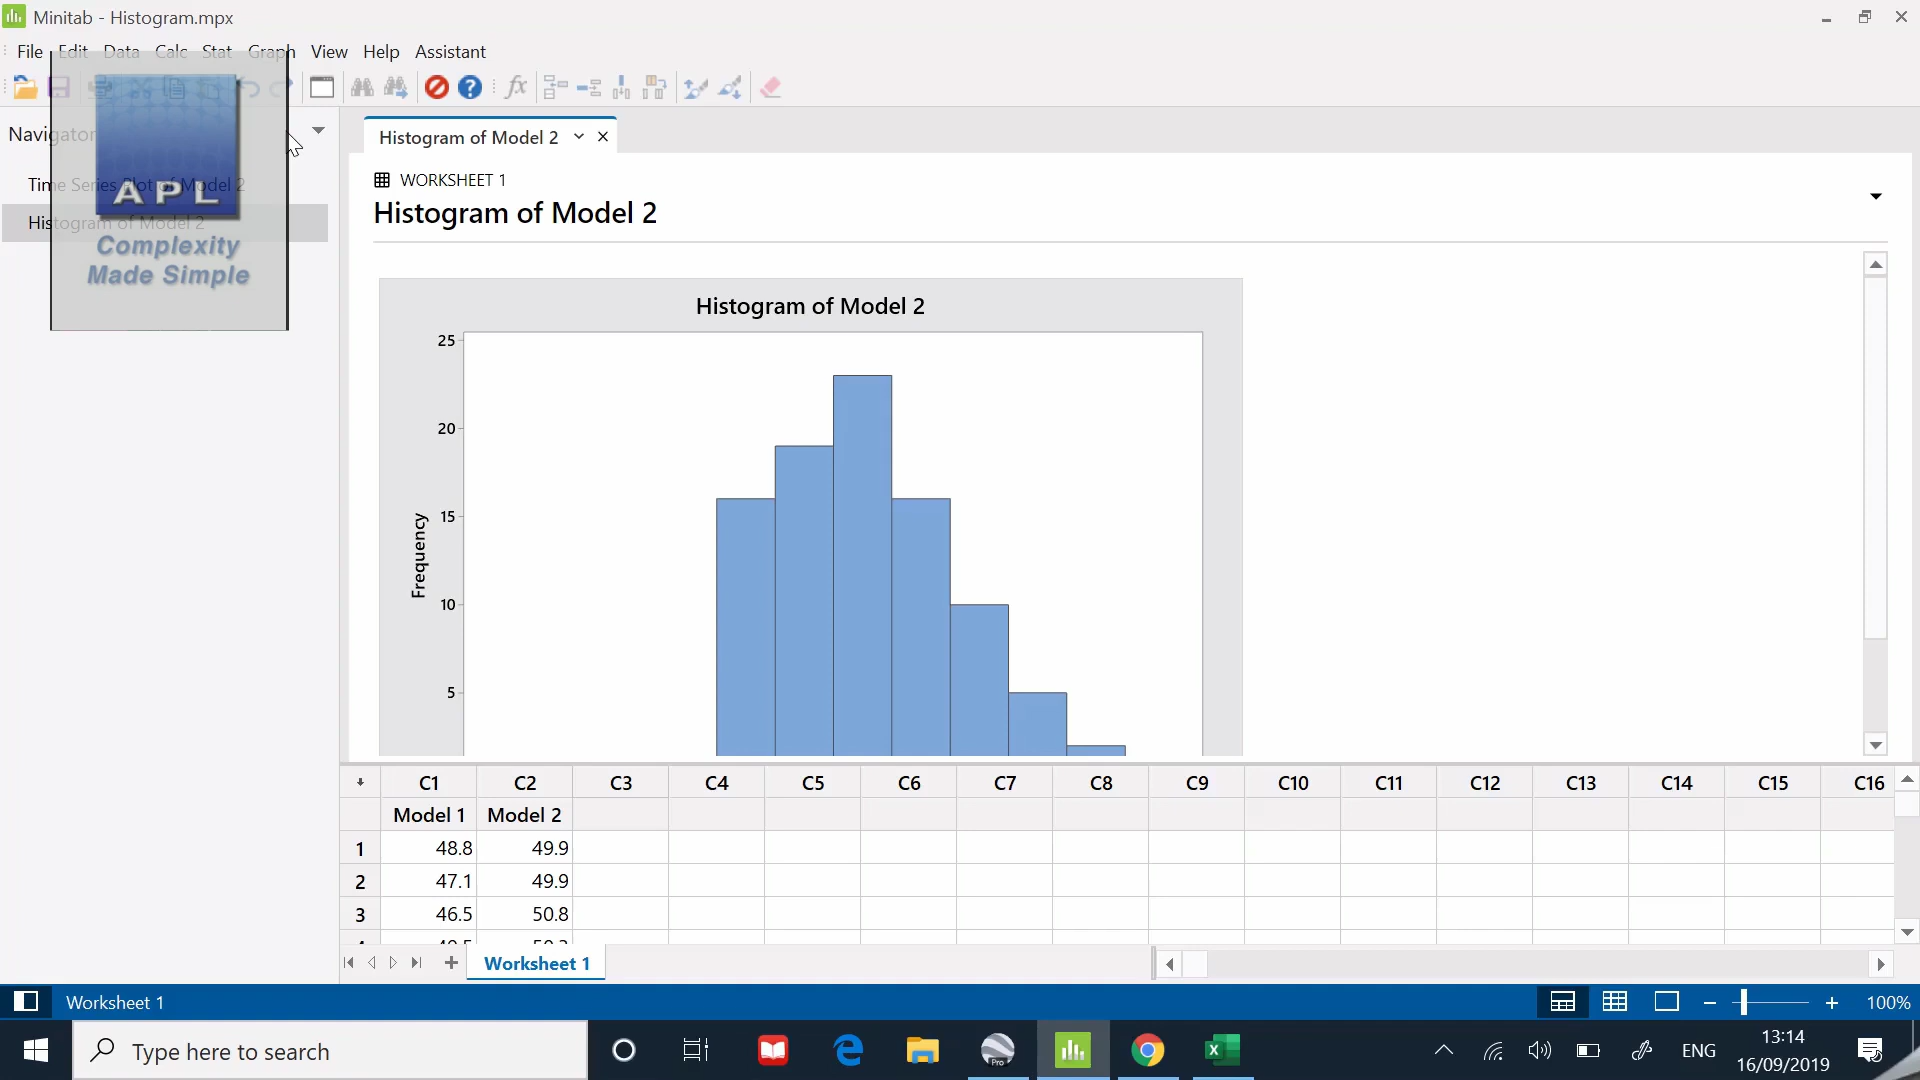 Minitab - Histogram.mpx
File Edit Data Calc Stat Graph View Help Assistant
Navigator
Time Series Plot of Model 2
Histogram of Model 2
APL
Complexity
Made Simple
Histogram of Model 2
WORKSHEET 1
Histogram of Model 2
Histogram of Model 2
25
20
15
10
5
Frequency
C1 C2 C3 C4 C5 C6 C7 C8 C9 C10 C11 C12 C13 C14 C15 C16
Model 1 Model 2
1 48.8 49.9
2 47.1 49.9
3 46.5 50.8
Worksheet 1
Worksheet 1
100%
Type here to search
Pro
ENG
13:14
16/09/2019